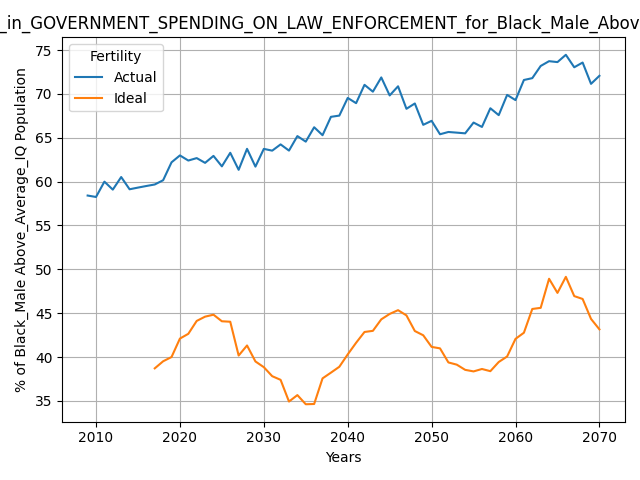 _in_GOVERNMENT_SPENDING_ON_LAW_ENFORCEMENT_for_Black_Male_Abov
Fertility
Actual
Ideal
% of Black_Male Above_Average_IQ Population
75
70
65
60
55
50
45
40
35
2010 2020 2030 2040 2050 2060 2070
Years